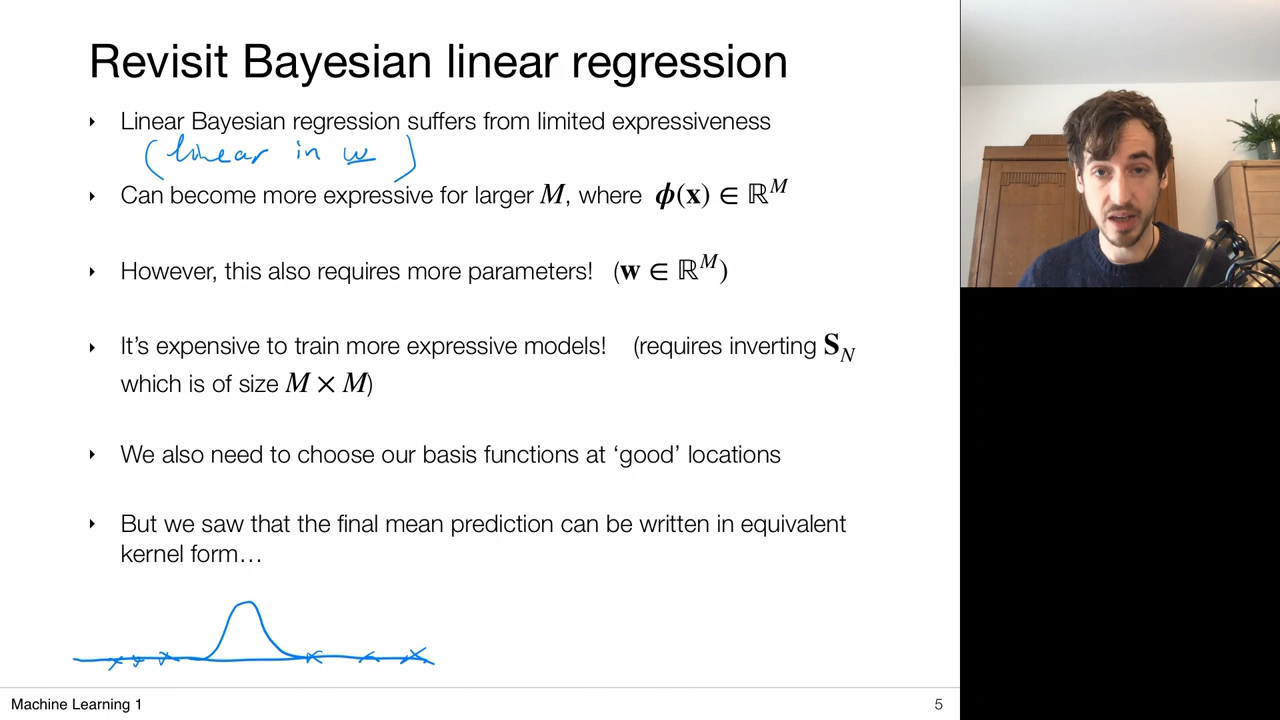 Revisit Bayesian linear regression
‣ Linear Bayesian regression suffers from limited expressiveness
(linear in w)
‣ Can become more expressive for larger M, where ϕ(x) ∈ ℝ^M
‣ However, this also requires more parameters! (w ∈ ℝ^M)
‣ It's expensive to train more expressive models! (requires inverting S_N
which is of size M × M)
‣ We also need to choose our basis functions at 'good' locations
‣ But we saw that the final mean prediction can be written in equivalent
kernel form…
Machine Learning 1
5